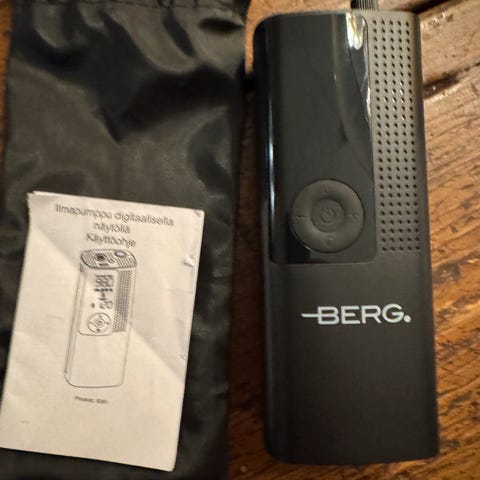 Ilmapumppu digitaalisella
näytöllä
Käyttöohje
BERG.